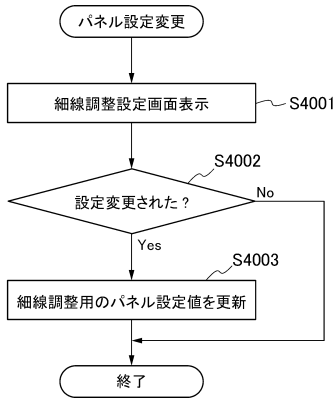 パネル設定変更
細線調整設定画面表示
S4001
S4002
設定変更された？
No
Yes
S4003
細線調整用のパネル設定値を更新
終了